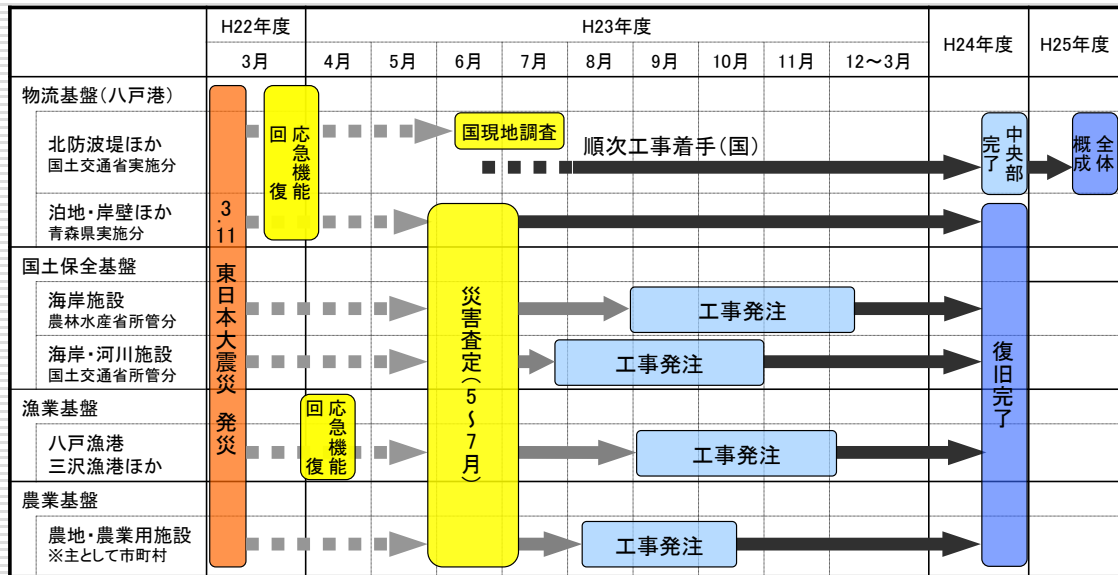 H22年度
H23年度
H24年度
H25年度
3月
4月
5月
6月
7月
8月
9月
10月
11月
12～3月
物流基盤(八戸港)
北防波堤ほか
国土交通省実施分
泊地・岸壁ほか
青森県実施分
国土保全基盤
海岸施設
農林水産省所管分
海岸・河川施設
国土交通省所管分
漁業基盤
八戸漁港
三沢漁港ほか
農業基盤
農地・農業用施設
※主として市町村
3.11 東日本大震災 発災
応急機能
回復
応急機能
回復
国現地調査
順次工事着手(国)
災害査定(5～7月)
工事発注
工事発注
工事発注
工事発注
中央部
完了
全体
概成
復旧完了